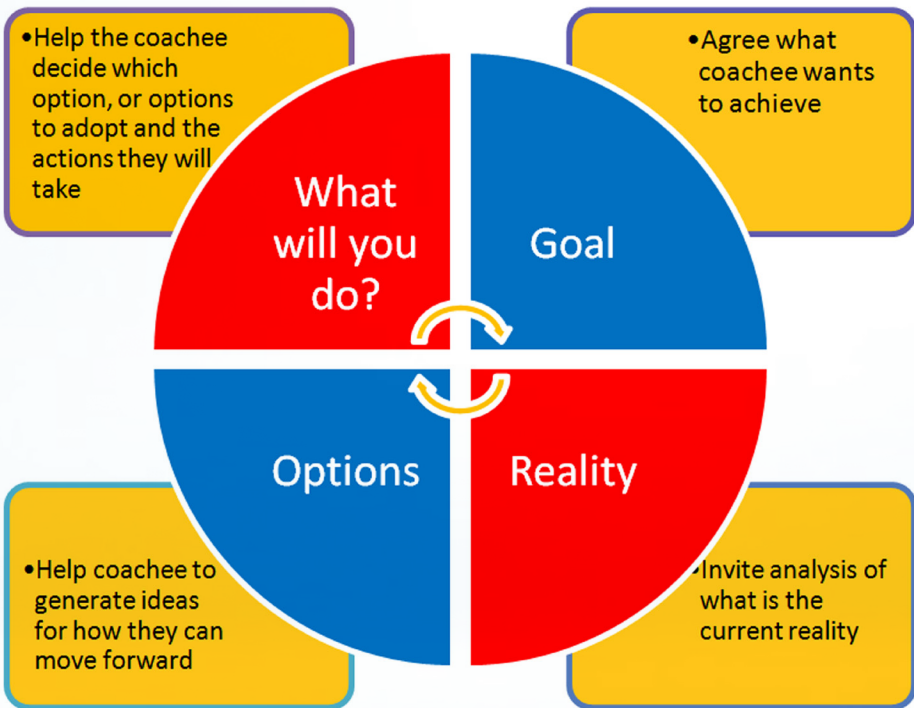 •Help the coachee
decide which
option, or options
to adopt and the
actions they will
take
•Agree what
coachee wants
to achieve
What
will you
do?
Goal
Options
Reality
•Help coachee to
generate ideas
for how they can
move forward
•Invite analysis of
what is the
current reality